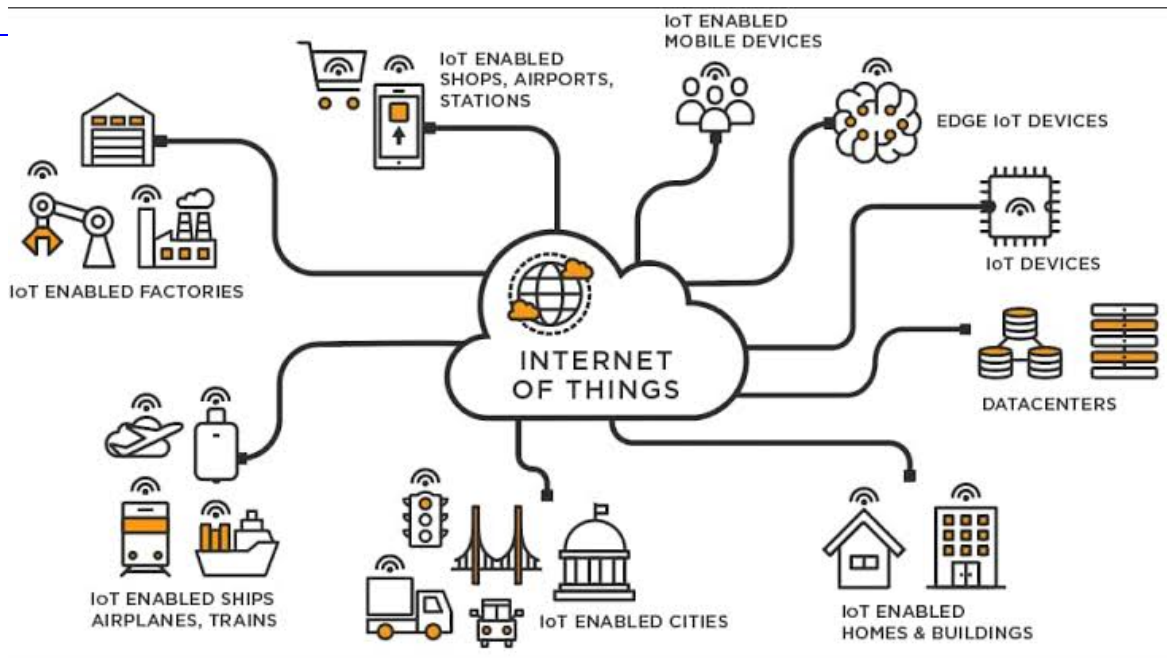 IoT ENABLED
MOBILE DEVICES
IoT ENABLED
SHOPS, AIRPORTS,
STATIONS
EDGE IoT DEVICES
IoT DEVICES
IoT ENABLED FACTORIES
INTERNET
OF THINGS
DATACENTERS
IoT ENABLED SHIPS
AIRPLANES, TRAINS
IoT ENABLED CITIES
IoT ENABLED
HOMES & BUILDINGS